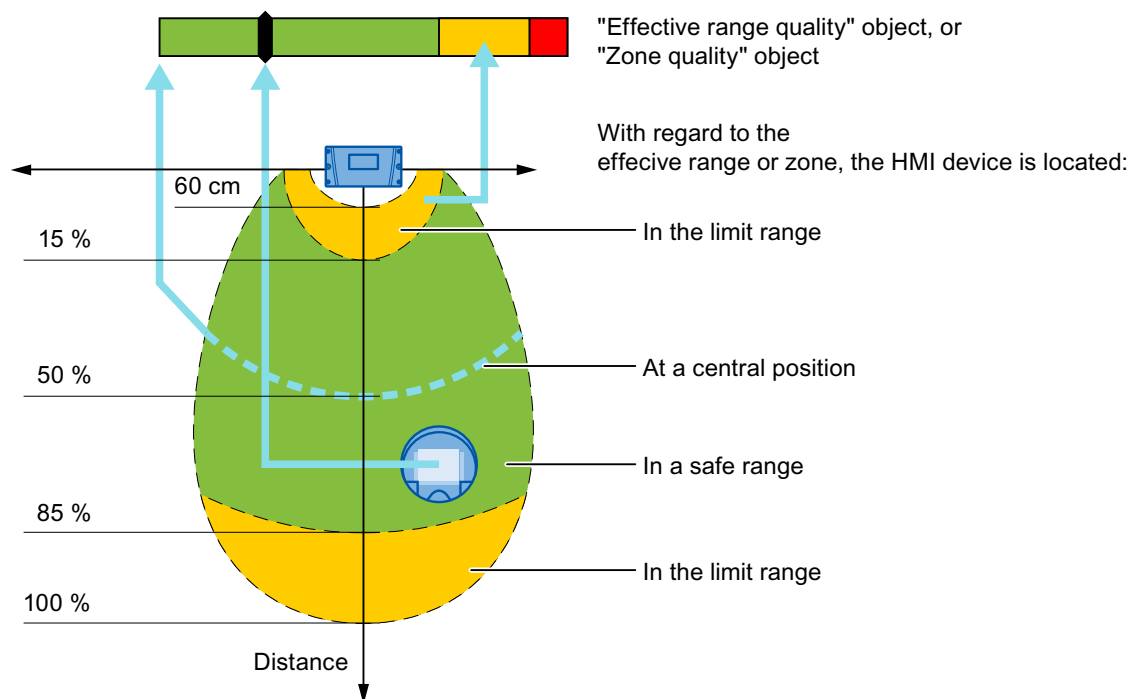 "Effective range quality" object, or
"Zone quality" object
With regard to the
effecive range or zone, the HMI device is located:
60 cm
15 %
In the limit range
50 %
At a central position
In a safe range
85 %
In the limit range
100 %
Distance